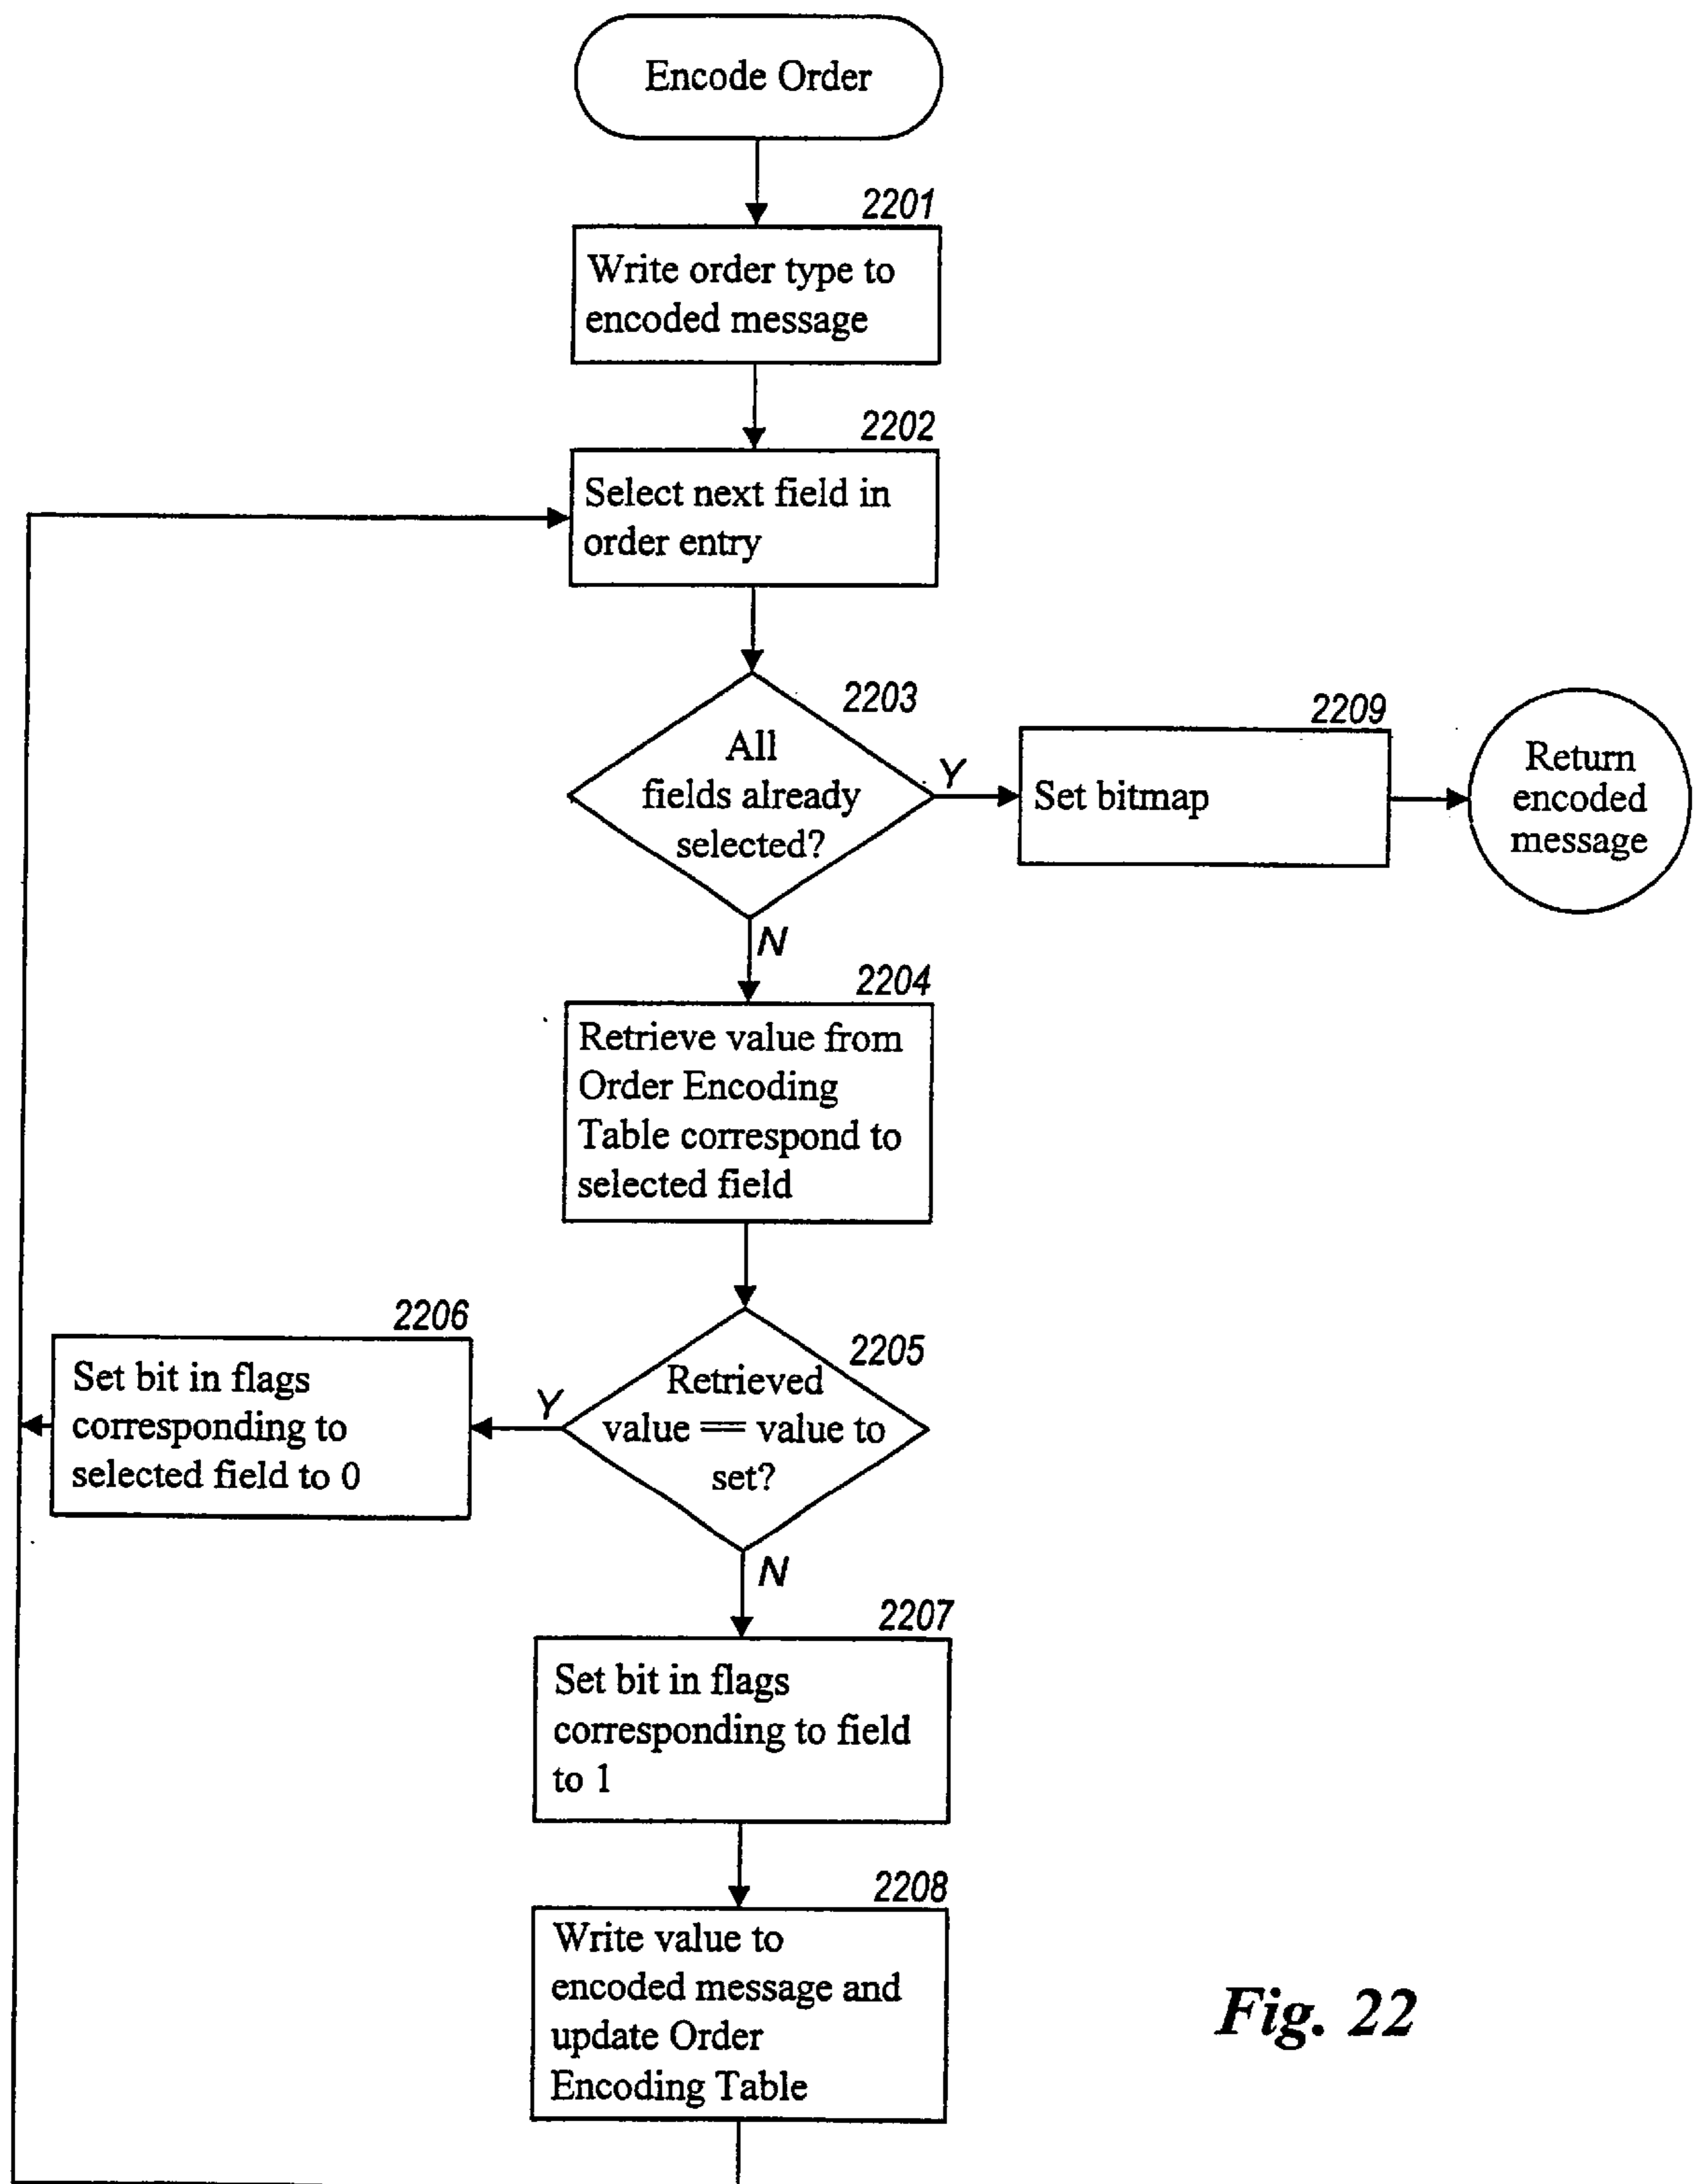 Encode Order
2201
Write order type to
encoded message
2202
Select next field in
order entry
2203
All
fields already
selected?
Y
2209
Set bitmap
Return
encoded
message
N
2204
Retrieve value from
Order Encoding
Table correspond to
selected field
2206
Set bit in flags
corresponding to
selected field to 0
Y
2205
Retrieved
value == value to
set?
N
2207
Set bit in flags
corresponding to field
to 1
2208
Write value to
encoded message and
update Order
Encoding Table
Fig. 22